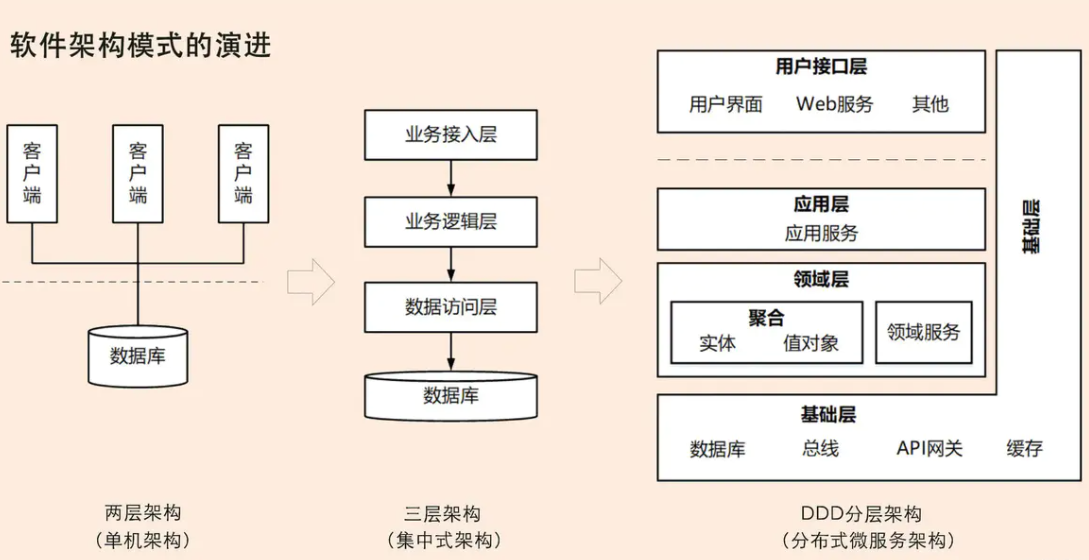 软件架构模式的演进
客户端
客户端
客户端
数据库
两层架构
（单机架构）
业务接入层
业务逻辑层
数据访问层
数据库
三层架构
（集中式架构）
用户接口层
用户界面 Web服务 其他
应用层
应用服务
领域层
聚合
实体 值对象
领域服务
基础层
基础层
数据库 总线 API网关 缓存
DDD分层架构
（分布式微服务架构）